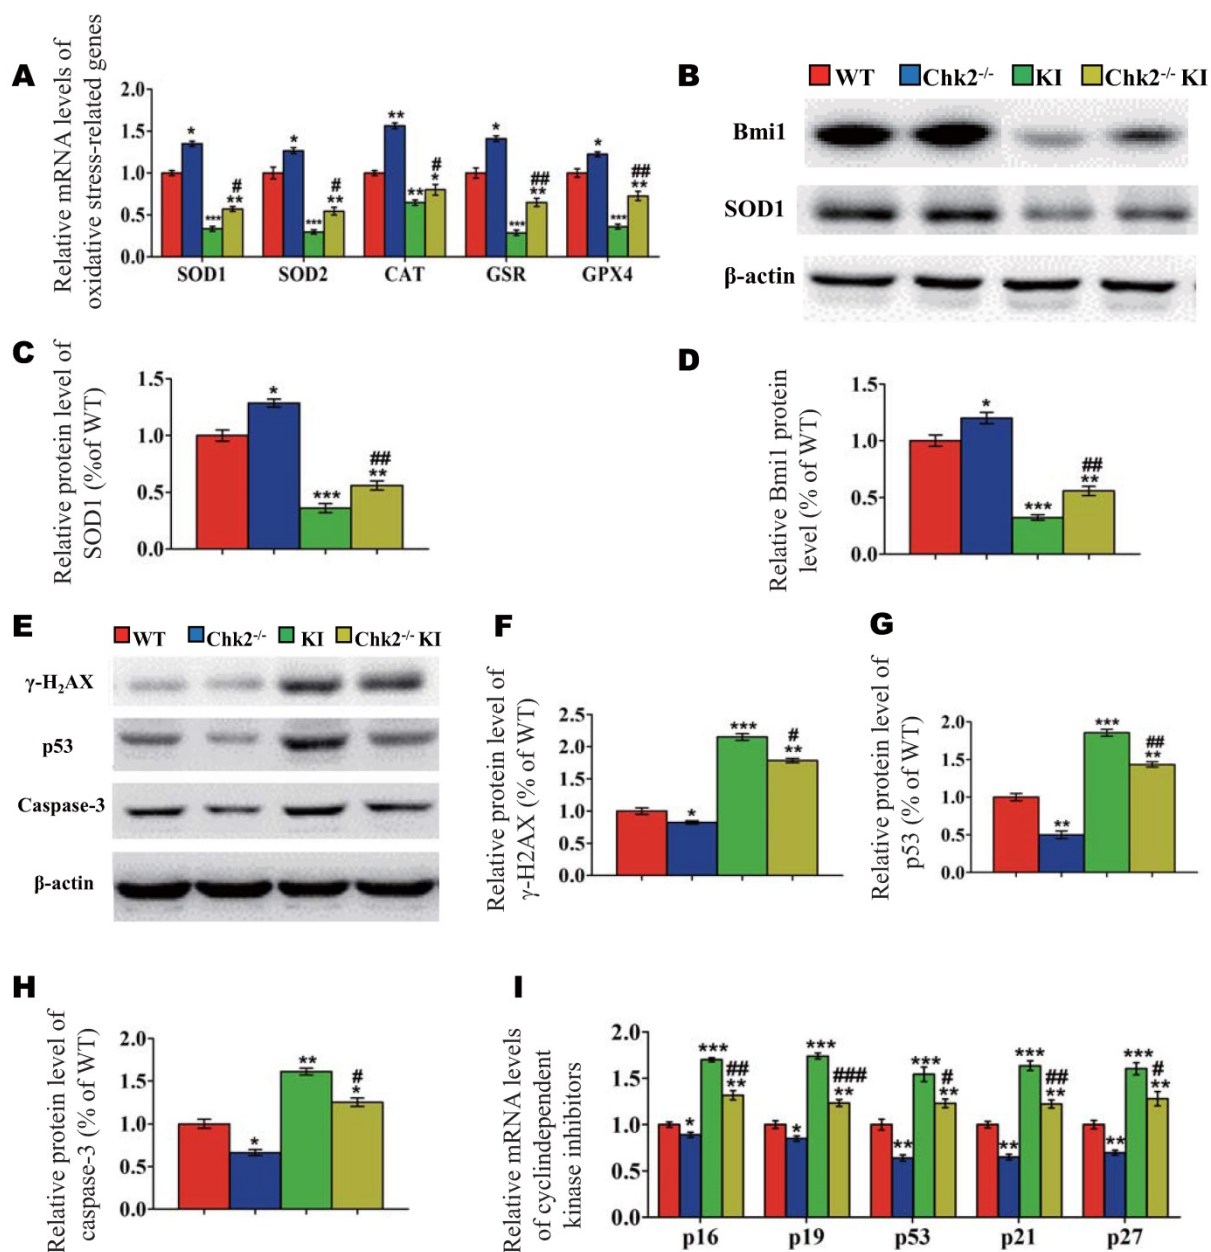 A
Relative mRNA levels of
oxidative stress-related genes
2.0
1.5
1.0
0.5
0.0
* *** # **
* *** # **
** ** # *
* *** ## **
* *** ## **
SOD1 SOD2 CAT GSR GPX4
B
WT Chk2-/- KI Chk2-/- KI
Bmi1
SOD1
β-actin
C
Relative protein level of
SOD1 (%of WT)
1.5
1.0
0.5
0.0
* *** ## **
D
Relative Bmi1 protein
level (% of WT)
1.5
1.0
0.5
0.0
* *** ## **
E
WT Chk2-/- KI Chk2-/- KI
γ-H2AX
p53
Caspase-3
β-actin
F
Relative protein level of
γ-H2AX (% of WT)
2.5
2.0
1.5
1.0
0.5
0.0
* *** # **
G
Relative protein level of
p53 (% of WT)
2.0
1.5
1.0
0.5
0.0
** *** ## **
H
Relative protein level of
caspase-3 (% of WT)
2.0
1.5
1.0
0.5
0.0
* ** # *
I
Relative mRNA levels
of cyclindependent
kinase inhibitors
2.0
1.5
1.0
0.5
0.0
* *** ## **
* *** ### **
** *** # **
** *** ## **
** *** # **
p16 p19 p53 p21 p27